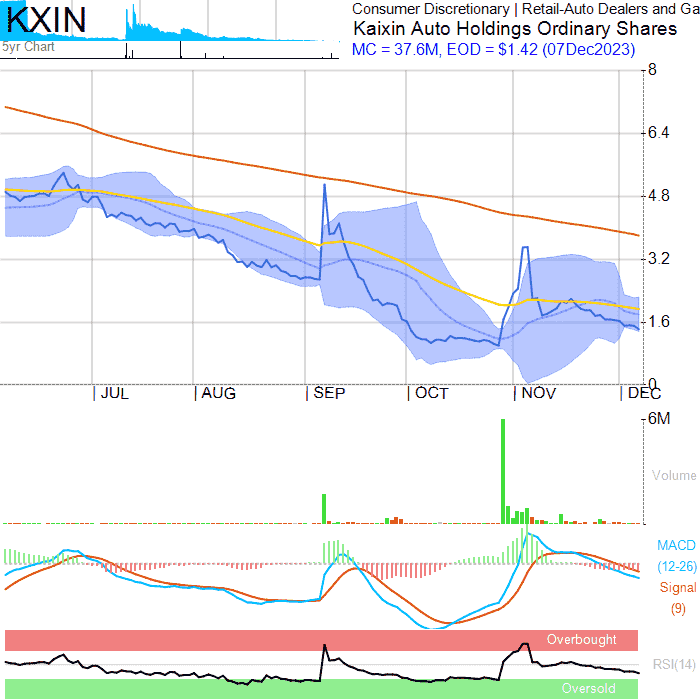 KXIN
5yr Chart
Consumer Discretionary | Retail-Auto Dealers and Ga
Kaixin Auto Holdings Ordinary Shares
MC = 37.6M, EOD = $1.42 (07Dec2023)
8
6.4
4.8
3.2
1.6
0
JUL AUG SEP OCT NOV DEC
6M
Volume
MACD
(12-26)
Signal
(9)
Overbought
RSI(14)
Oversold